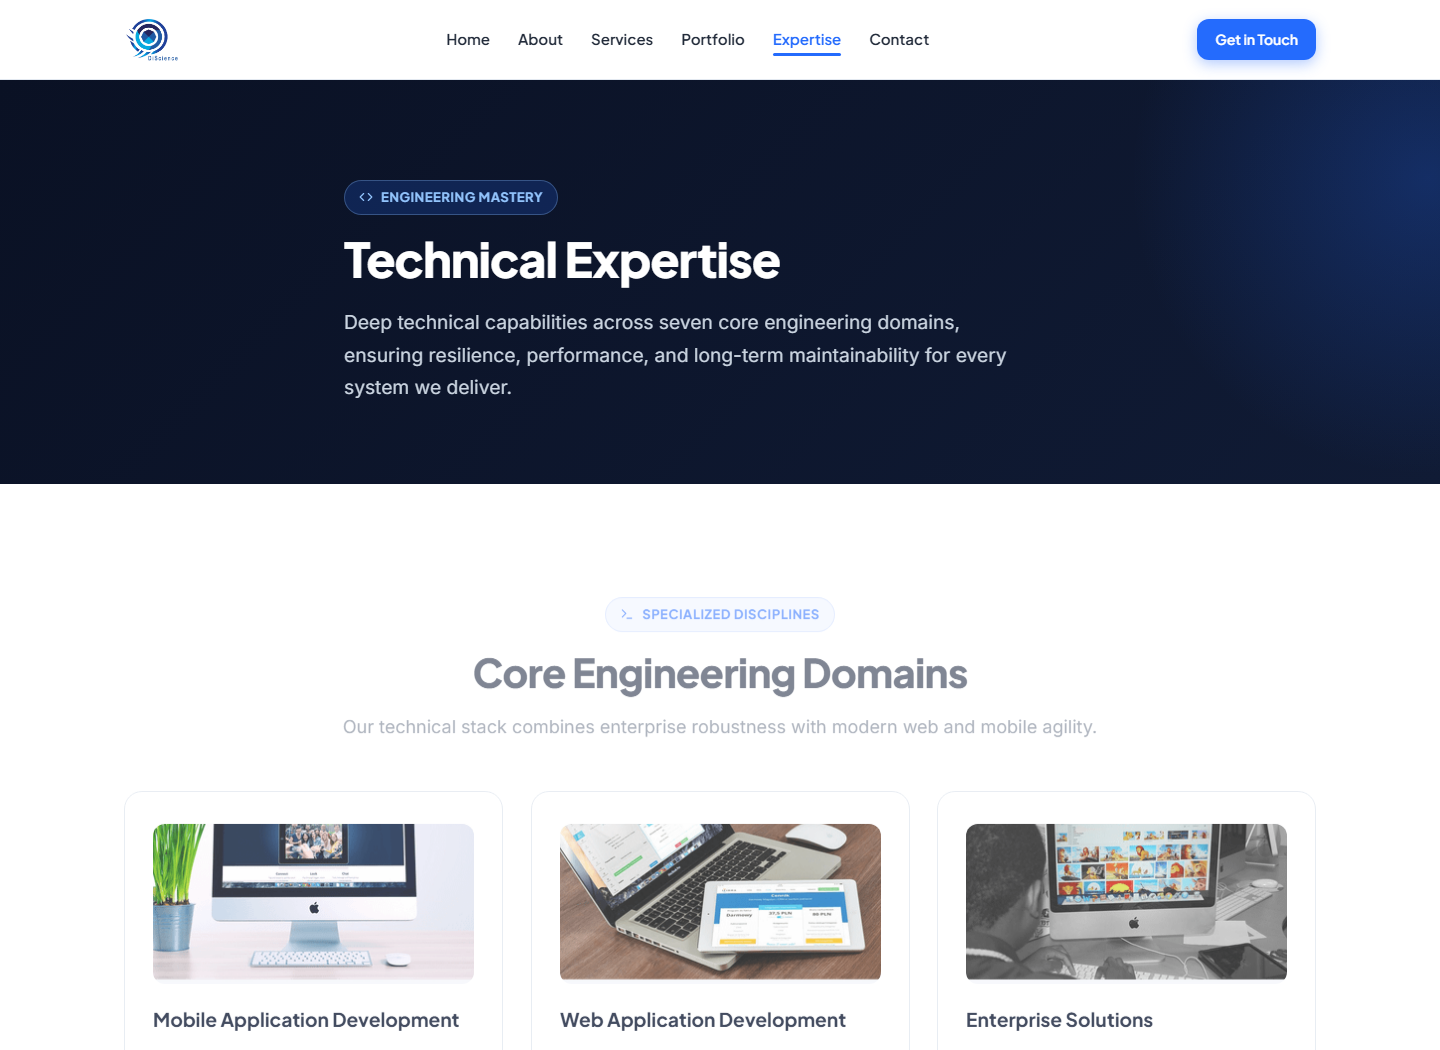 DiScience
Home
About
Services
Portfolio
Expertise
Contact
Get In Touch
ENGINEERING MASTERY
Technical Expertise
Deep technical capabilities across seven core engineering domains,
ensuring resilience, performance, and long-term maintainability for every
system we deliver.
SPECIALIZED DISCIPLINES
Core Engineering Domains
Our technical stack combines enterprise robustness with modern web and mobile agility.
Mobile Application Development
Web Application Development
Enterprise Solutions